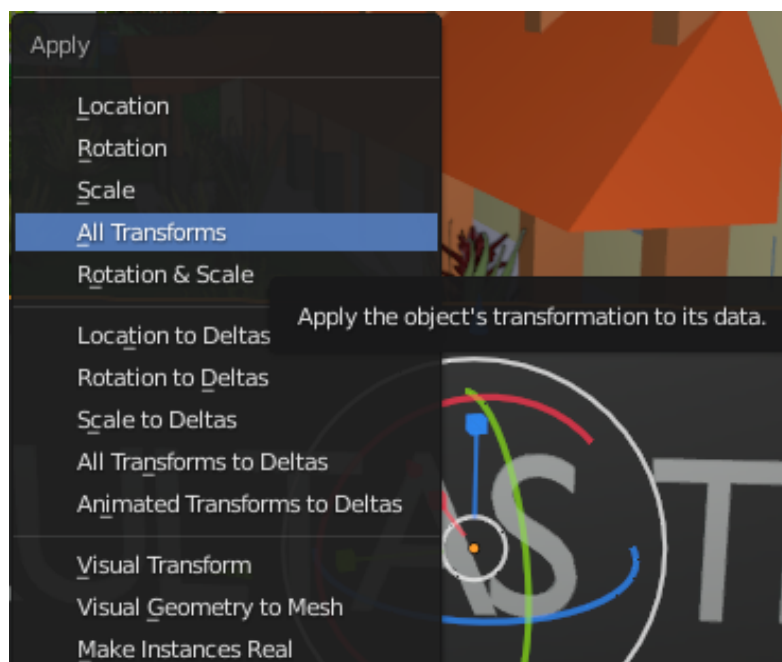 Apply
Location
Rotation
Scale
All Transforms
Rotation & Scale
Apply the object's transformation to its data.
Location to Deltas
Rotation to Deltas
Scale to Deltas
All Transforms to Deltas
Animated Transforms to Deltas
Visual Transform
Visual Geometry to Mesh
Make Instances Real